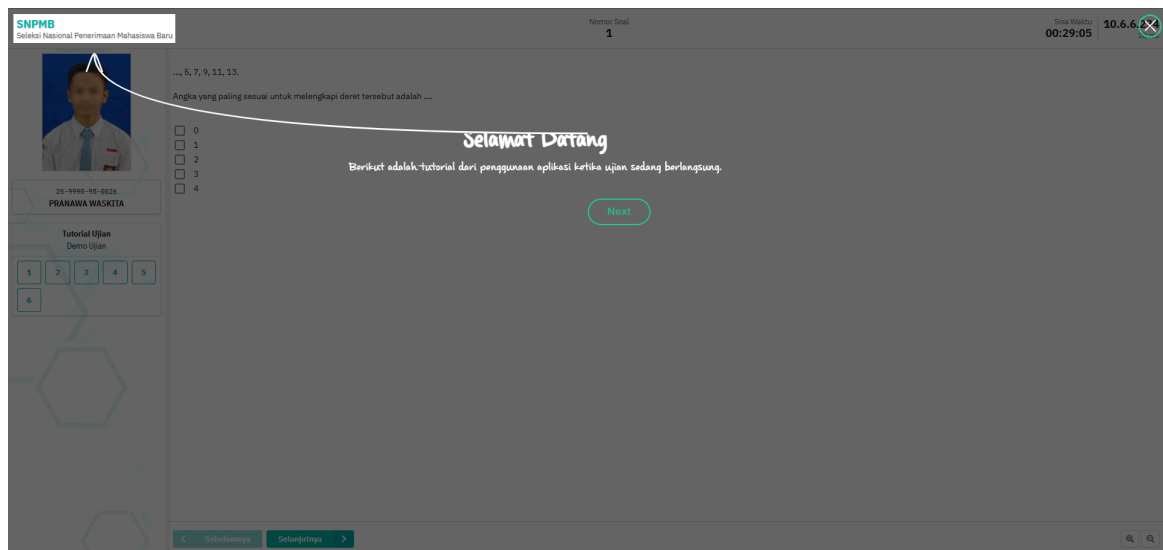 SNPMB
Seleksi Nasional Penerimaan Mahasiswa Baru
Nomor Soal
1
Sisa Waktu
00:29:05
25-9990-98-0026
PRANAWA WASKITA
Tutorial Ujian
Demo Ujian
1 2 3 4 5
6
..., 5, 7, 9, 11, 13.
Angka yang paling sesuai untuk melengkapi deret tersebut adalah ....
0
1
2
3
4
Selamat Datang
Berikut adalah tutorial dari penggunaan aplikasi ketika ujian sedang berlangsung.
Next
Sebelumnya
Selanjutnya